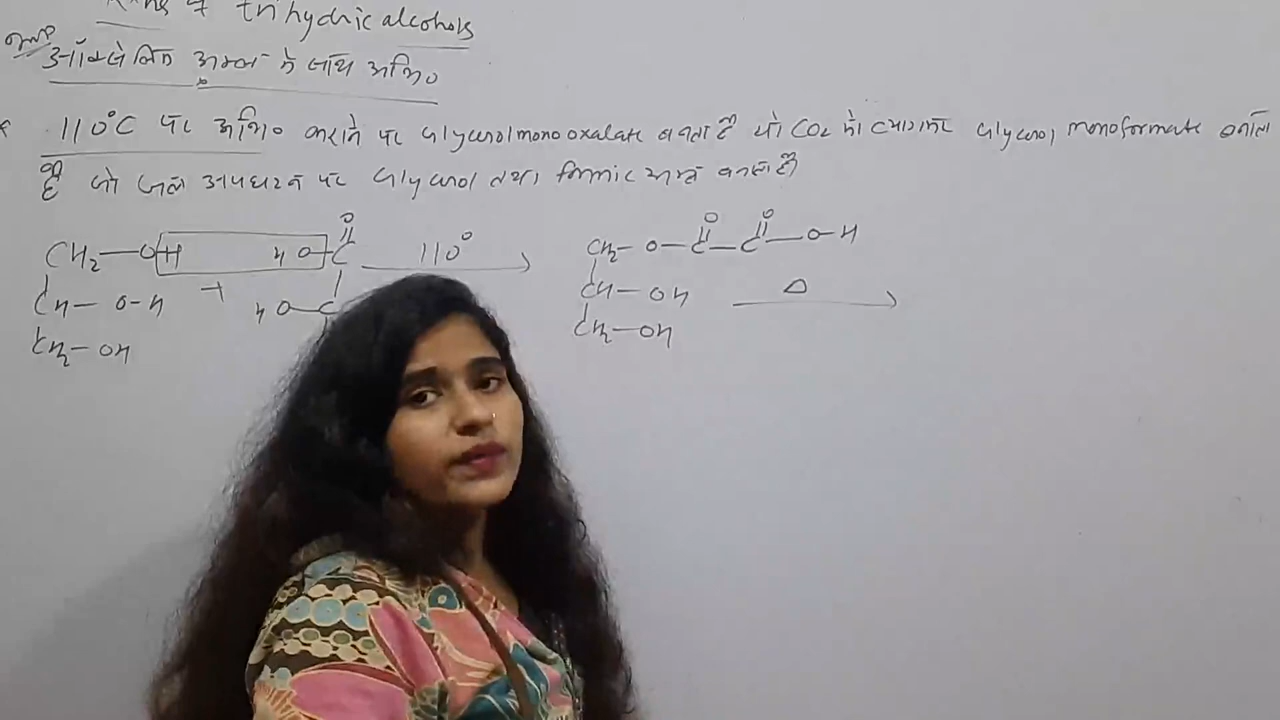 of trihydric alcohols
ऑक्जेलिक अम्ल के साथ अभि०
110°C पर अभि० कराने पर glycerol mono oxalate बनता है जो CO2 को त्यागकर glycerol monoformate बनाता
है जो जल अपघटन पर glycerol तथा formic अम्ल बनाता है
CH2—OH HO—C=O 110° CH2—O—C(=O)—C(=O)—O—H
CH—O-H + HO—C CH—OH Δ
CH2—OH CH2—OH